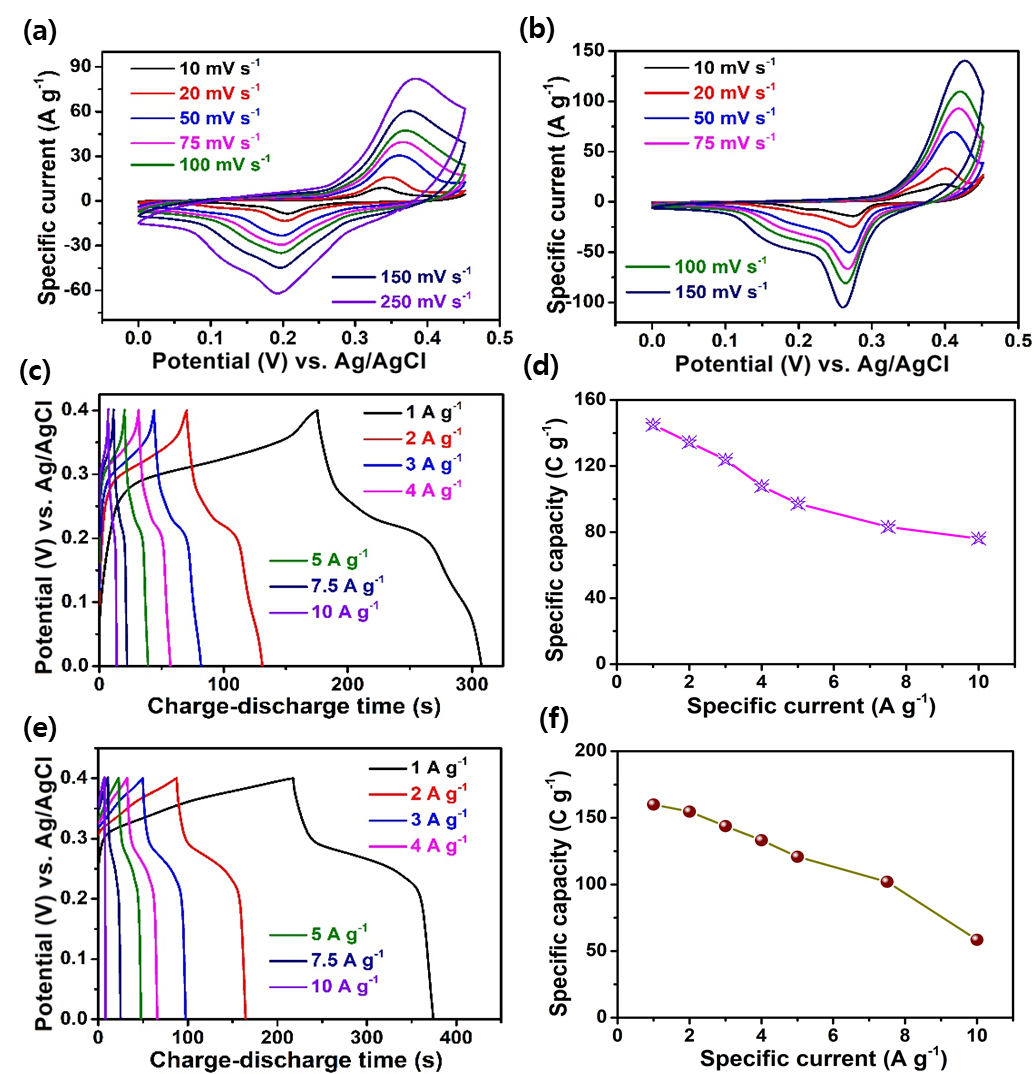 (a)
90
60
30
0
-30
-60
0.0 0.1 0.2 0.3 0.4 0.5
Specific current (A g⁻¹)
Potential (V) vs. Ag/AgCl
10 mV s⁻¹
20 mV s⁻¹
50 mV s⁻¹
75 mV s⁻¹
100 mV s⁻¹
150 mV s⁻¹
250 mV s⁻¹
(b)
150
100
50
0
-50
-100
0.0 0.1 0.2 0.3 0.4 0.5
Specific current (A g⁻¹)
Potential (V) vs. Ag/AgCl
10 mV s⁻¹
20 mV s⁻¹
50 mV s⁻¹
75 mV s⁻¹
100 mV s⁻¹
150 mV s⁻¹
(c)
0.4
0.3
0.2
0.1
0.0
0 100 200 300
Potential (V) vs. Ag/AgCl
Charge-discharge time (s)
1 A g⁻¹
2 A g⁻¹
3 A g⁻¹
4 A g⁻¹
5 A g⁻¹
7.5 A g⁻¹
10 A g⁻¹
(d)
160
120
80
40
0
0 2 4 6 8 10
Specific capacity (C g⁻¹)
Specific current (A g⁻¹)
(e)
0.4
0.3
0.2
0.1
0.0
0 100 200 300 400
Potential (V) vs. Ag/AgCl
Charge-discharge time (s)
1 A g⁻¹
2 A g⁻¹
3 A g⁻¹
4 A g⁻¹
5 A g⁻¹
7.5 A g⁻¹
10 A g⁻¹
(f)
200
150
100
50
0
0 2 4 6 8 10
Specific capacity (C g⁻¹)
Specific current (A g⁻¹)